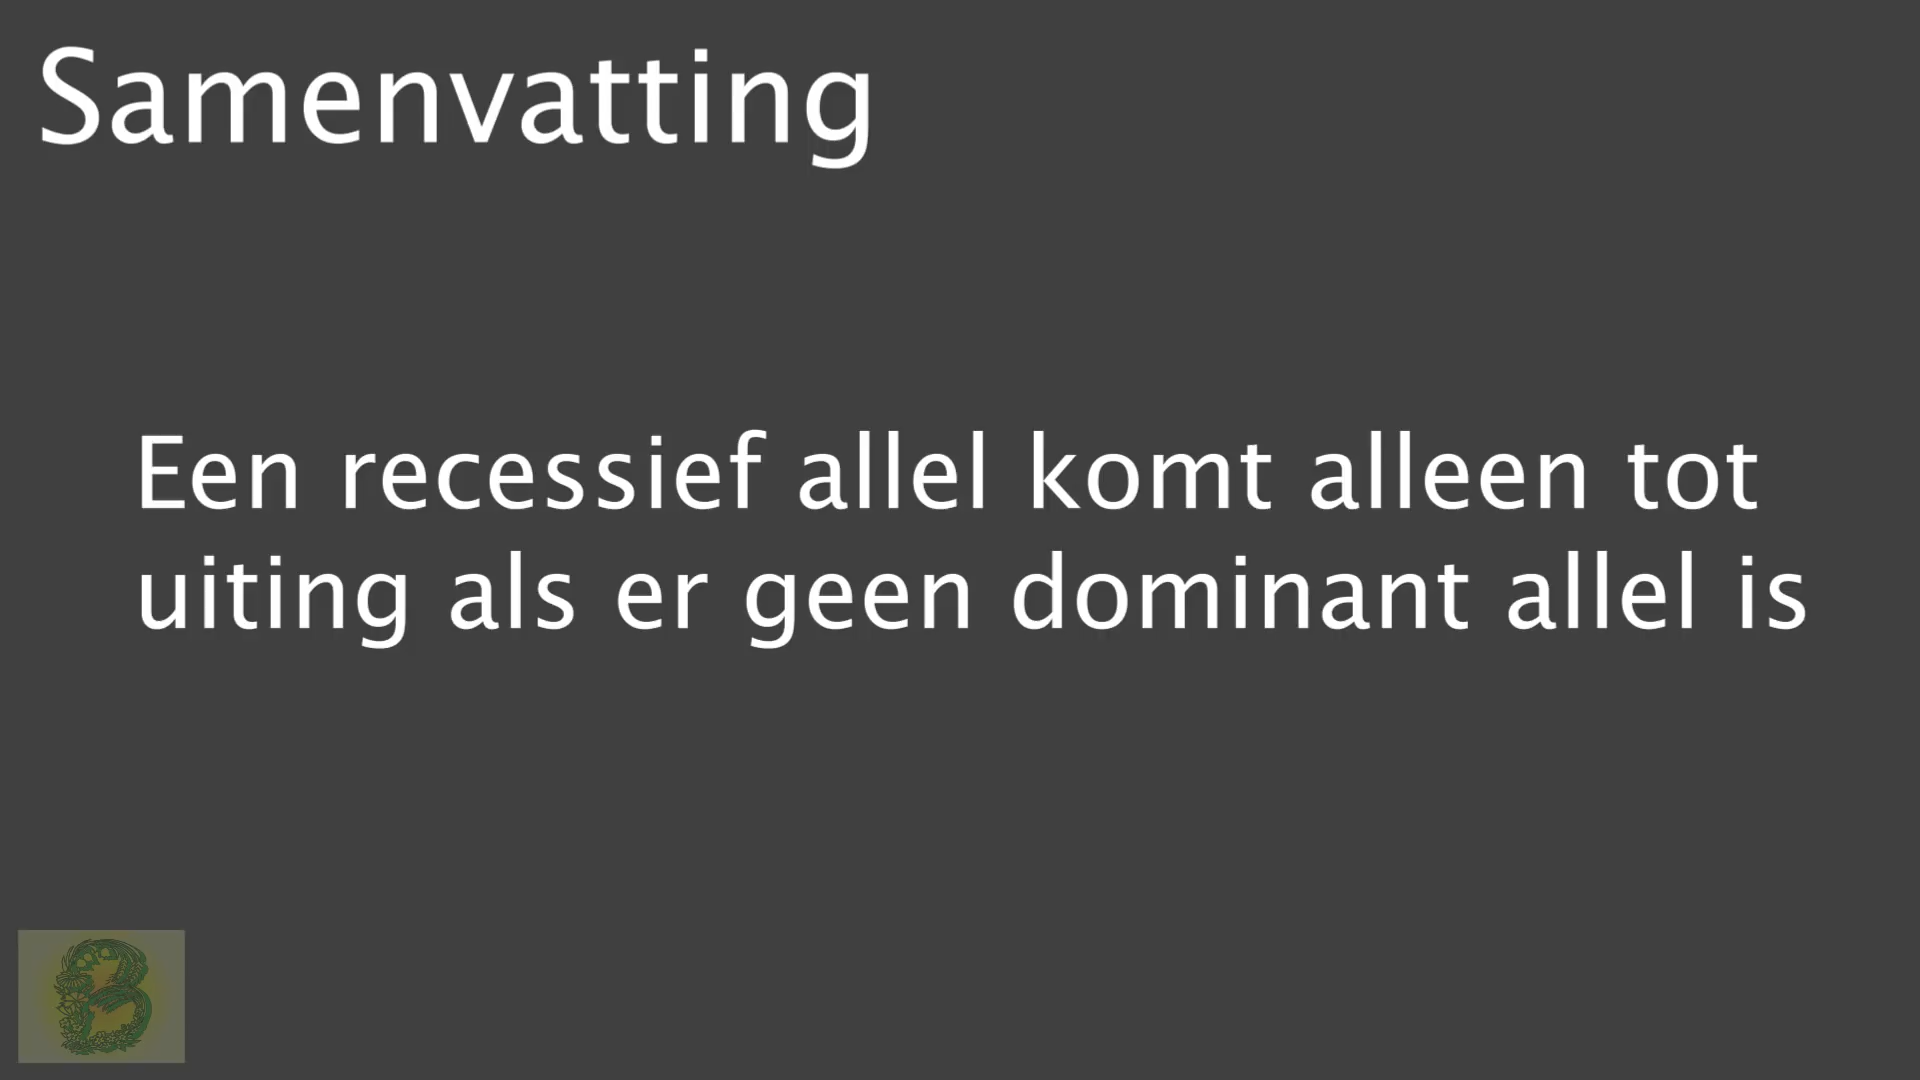 Samenvatting
Een recessief allel komt alleen tot
uiting als er geen dominant allel is
B